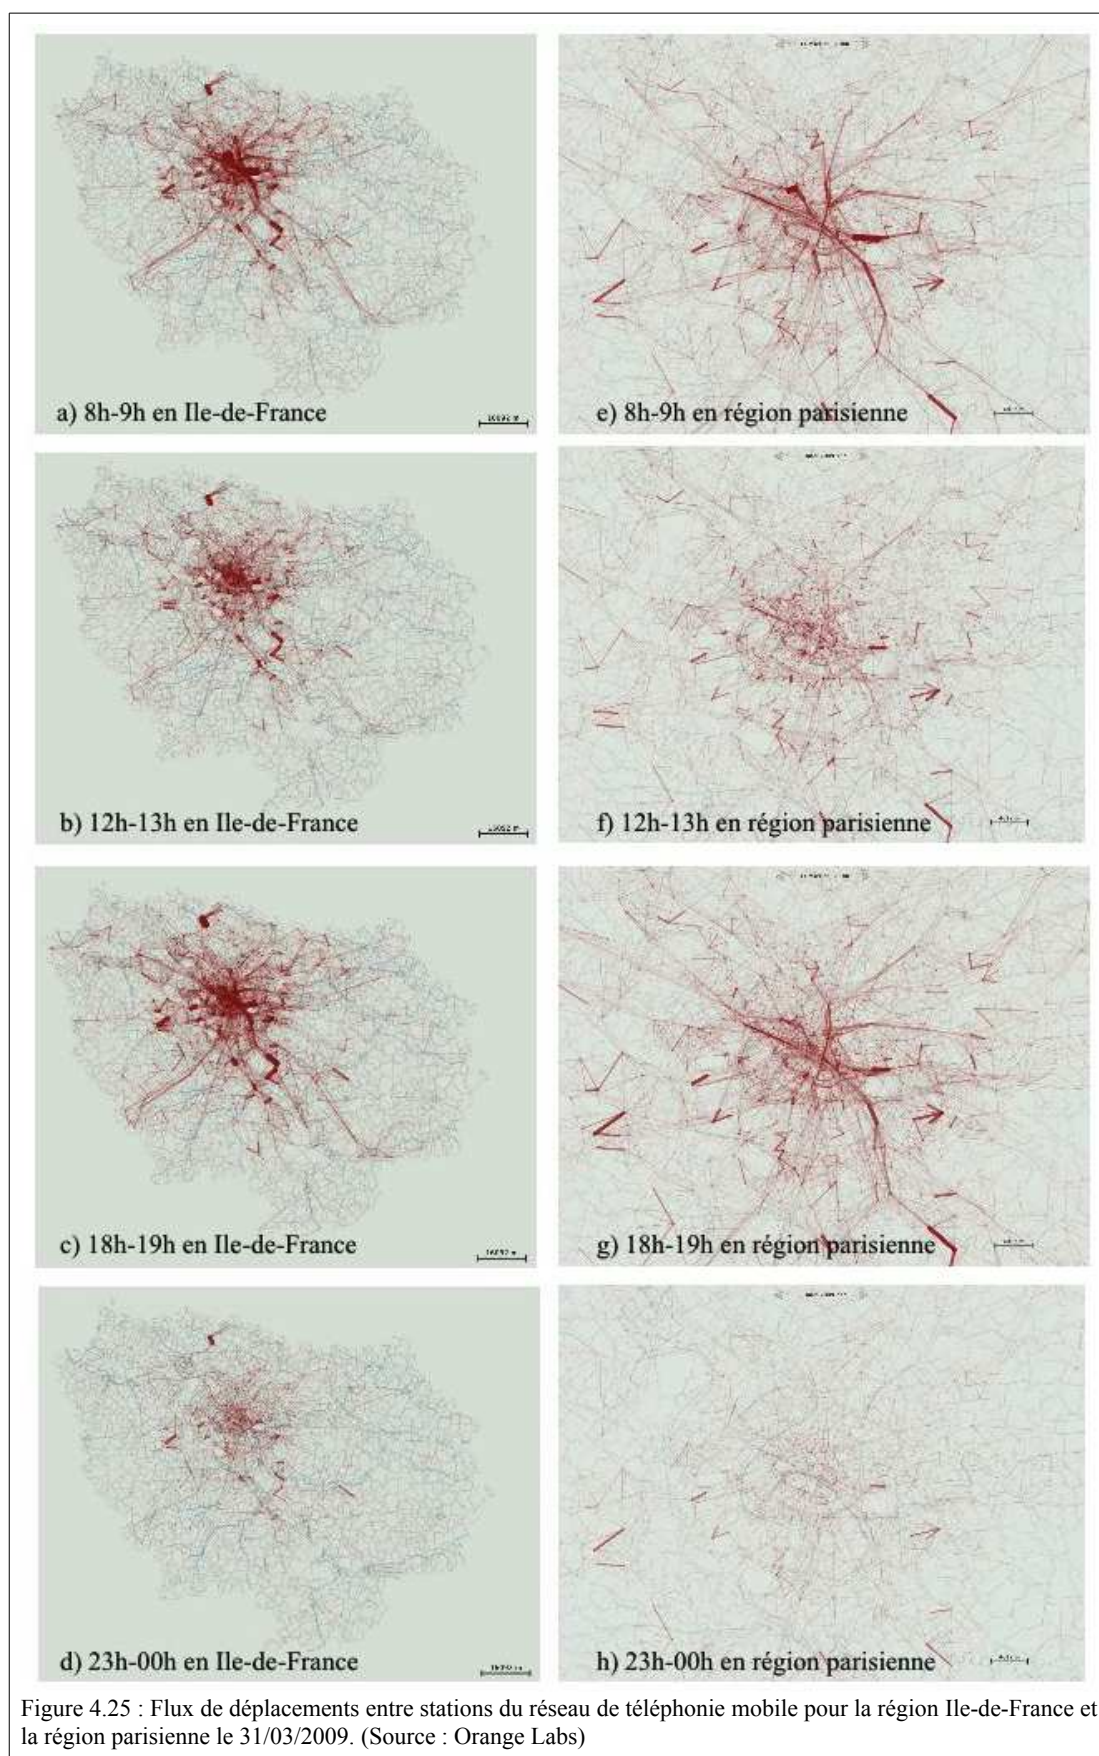 a) 8h-9h en Ile-de-France
e) 8h-9h en région parisienne
b) 12h-13h en Ile-de-France
f) 12h-13h en région parisienne
c) 18h-19h en Ile-de-France
g) 18h-19h en région parisienne
d) 23h-00h en Ile-de-France
h) 23h-00h en région parisienne
Figure 4.25 : Flux de déplacements entre stations du réseau de téléphonie mobile pour la région Ile-de-France et
la région parisienne le 31/03/2009. (Source : Orange Labs)